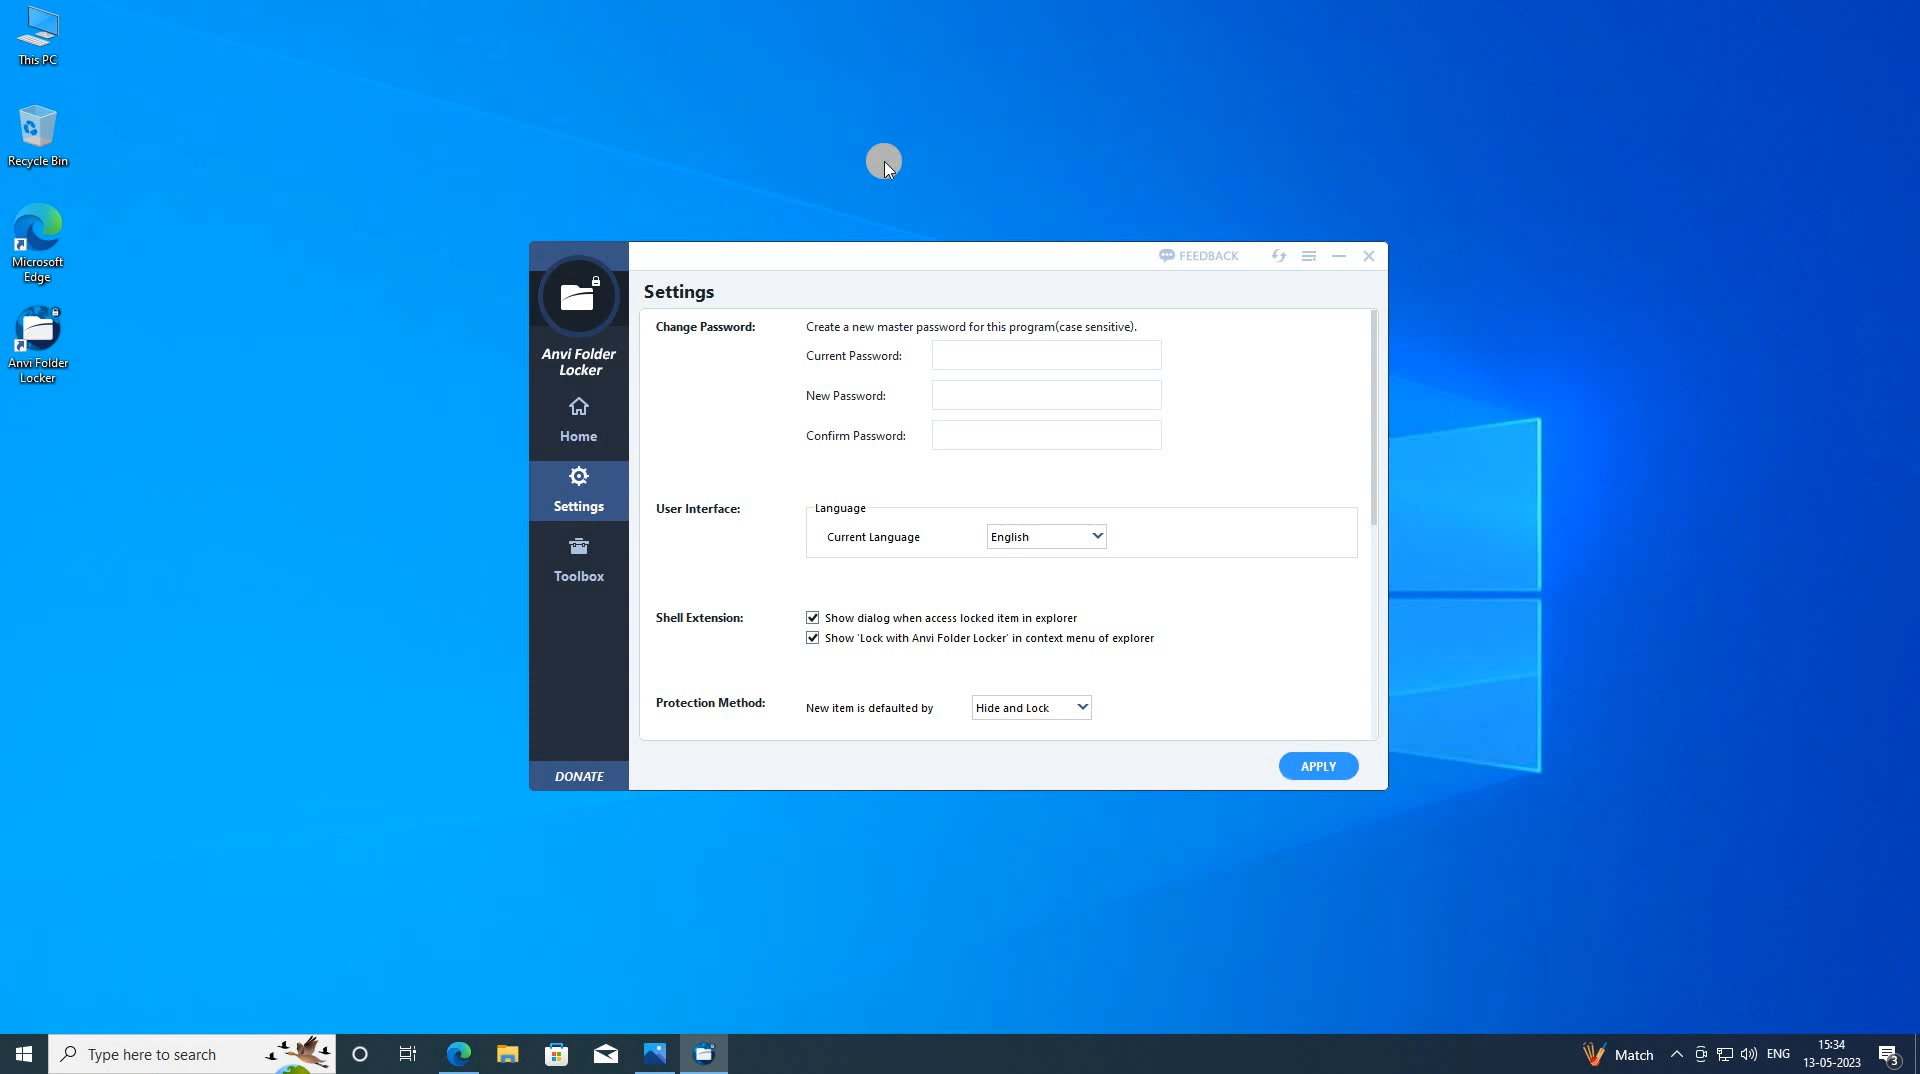 This PC
Recycle Bin
Microsoft
Edge
Anvi Folder
Locker
FEEDBACK
Anvi Folder
Locker
Home
Settings
Toolbox
DONATE
Settings
Change Password:
Create a new master password for this program(case sensitive).
Current Password:
New Password:
Confirm Password:
User Interface:
Language
Current Language
English
Shell Extension:
Show dialog when access locked item in explorer
Show 'Lock with Anvi Folder Locker' in context menu of explorer
Protection Method:
New item is defaulted by
Hide and Lock
APPLY
Type here to search
Match
ENG
15:34
13-05-2023
3